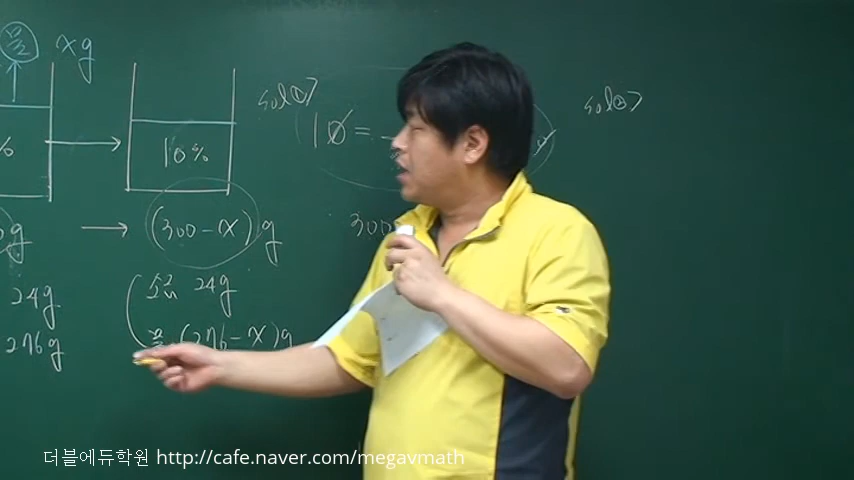 물 xg
%
10%
sol①>
10 =
sol②>
g
(300-x)g
300
24g
소금 24g
276g
물 (276-x)g
더블에듀학원 http://cafe.naver.com/megavmath